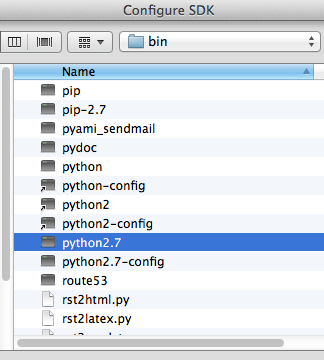 Configure SDK
bin
Name
pip
pip-2.7
pyami_sendmail
pydoc
python
python-config
python2
python2-config
python2.7
python2.7-config
route53
rst2html.py
rst2latex.py